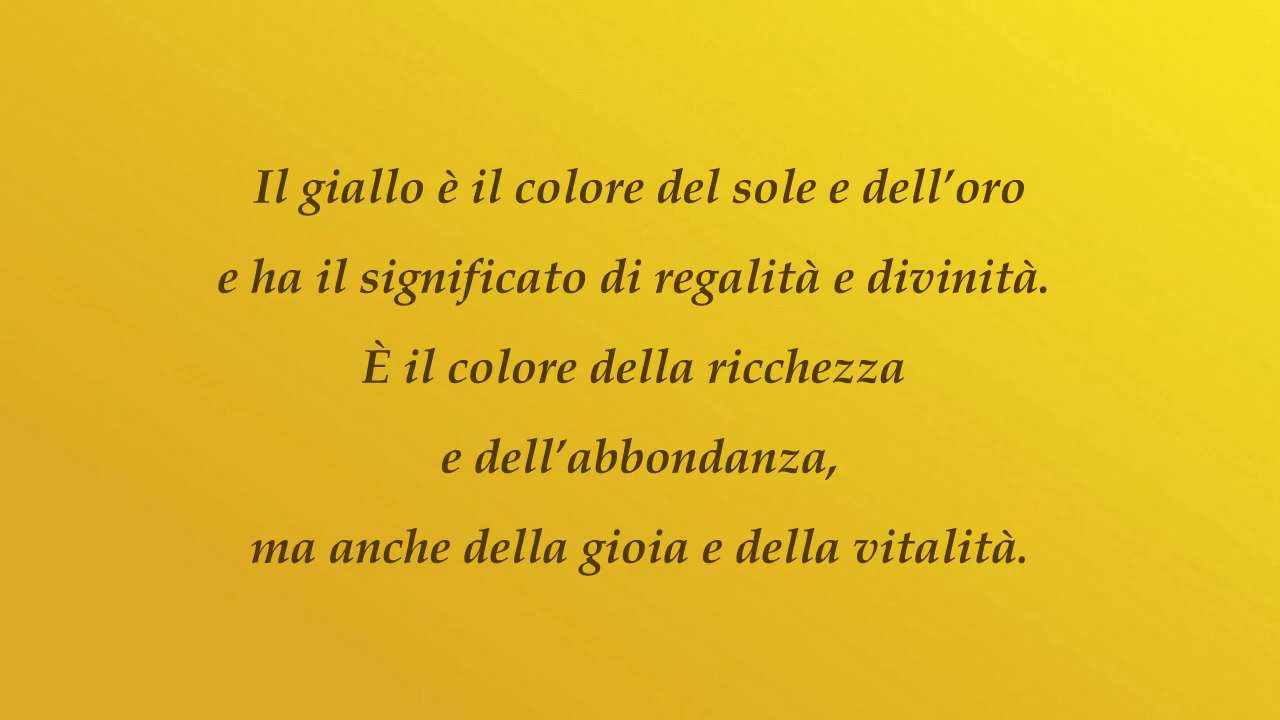 Il giallo è il colore del sole e dell’oro
e ha il significato di regalità e divinità.
È il colore della ricchezza
e dell’abbondanza,
ma anche della gioia e della vitalità.